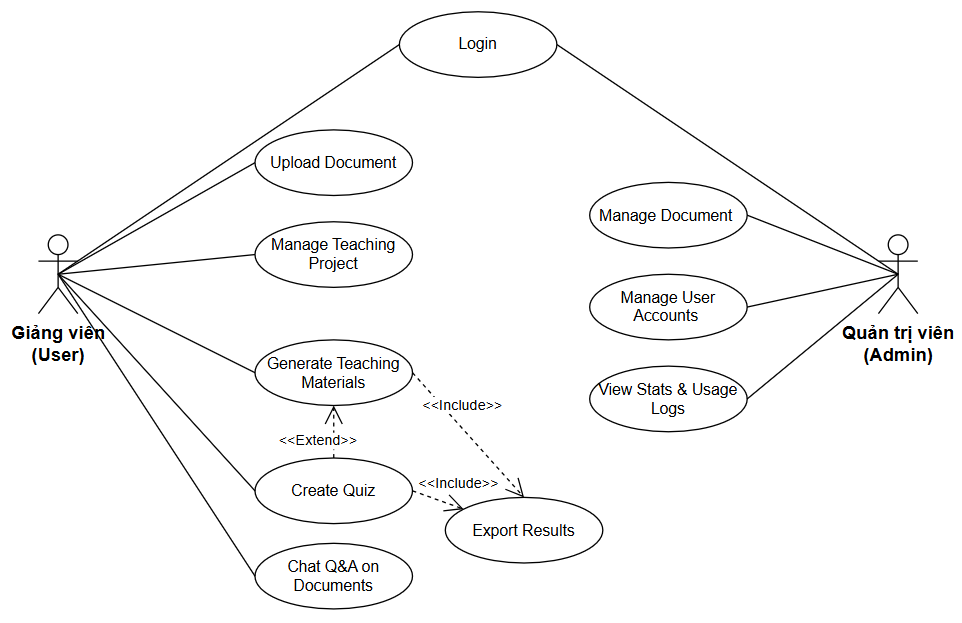 Login
Upload Document
Manage Teaching
Project
Manage Document
Manage User
Accounts
Giảng viên
(User)
Quản trị viên
(Admin)
Generate Teaching
Materials
View Stats & Usage
Logs
<<Include>>
<<Extend>>
Create Quiz
<<Include>>
Export Results
Chat Q&A on
Documents